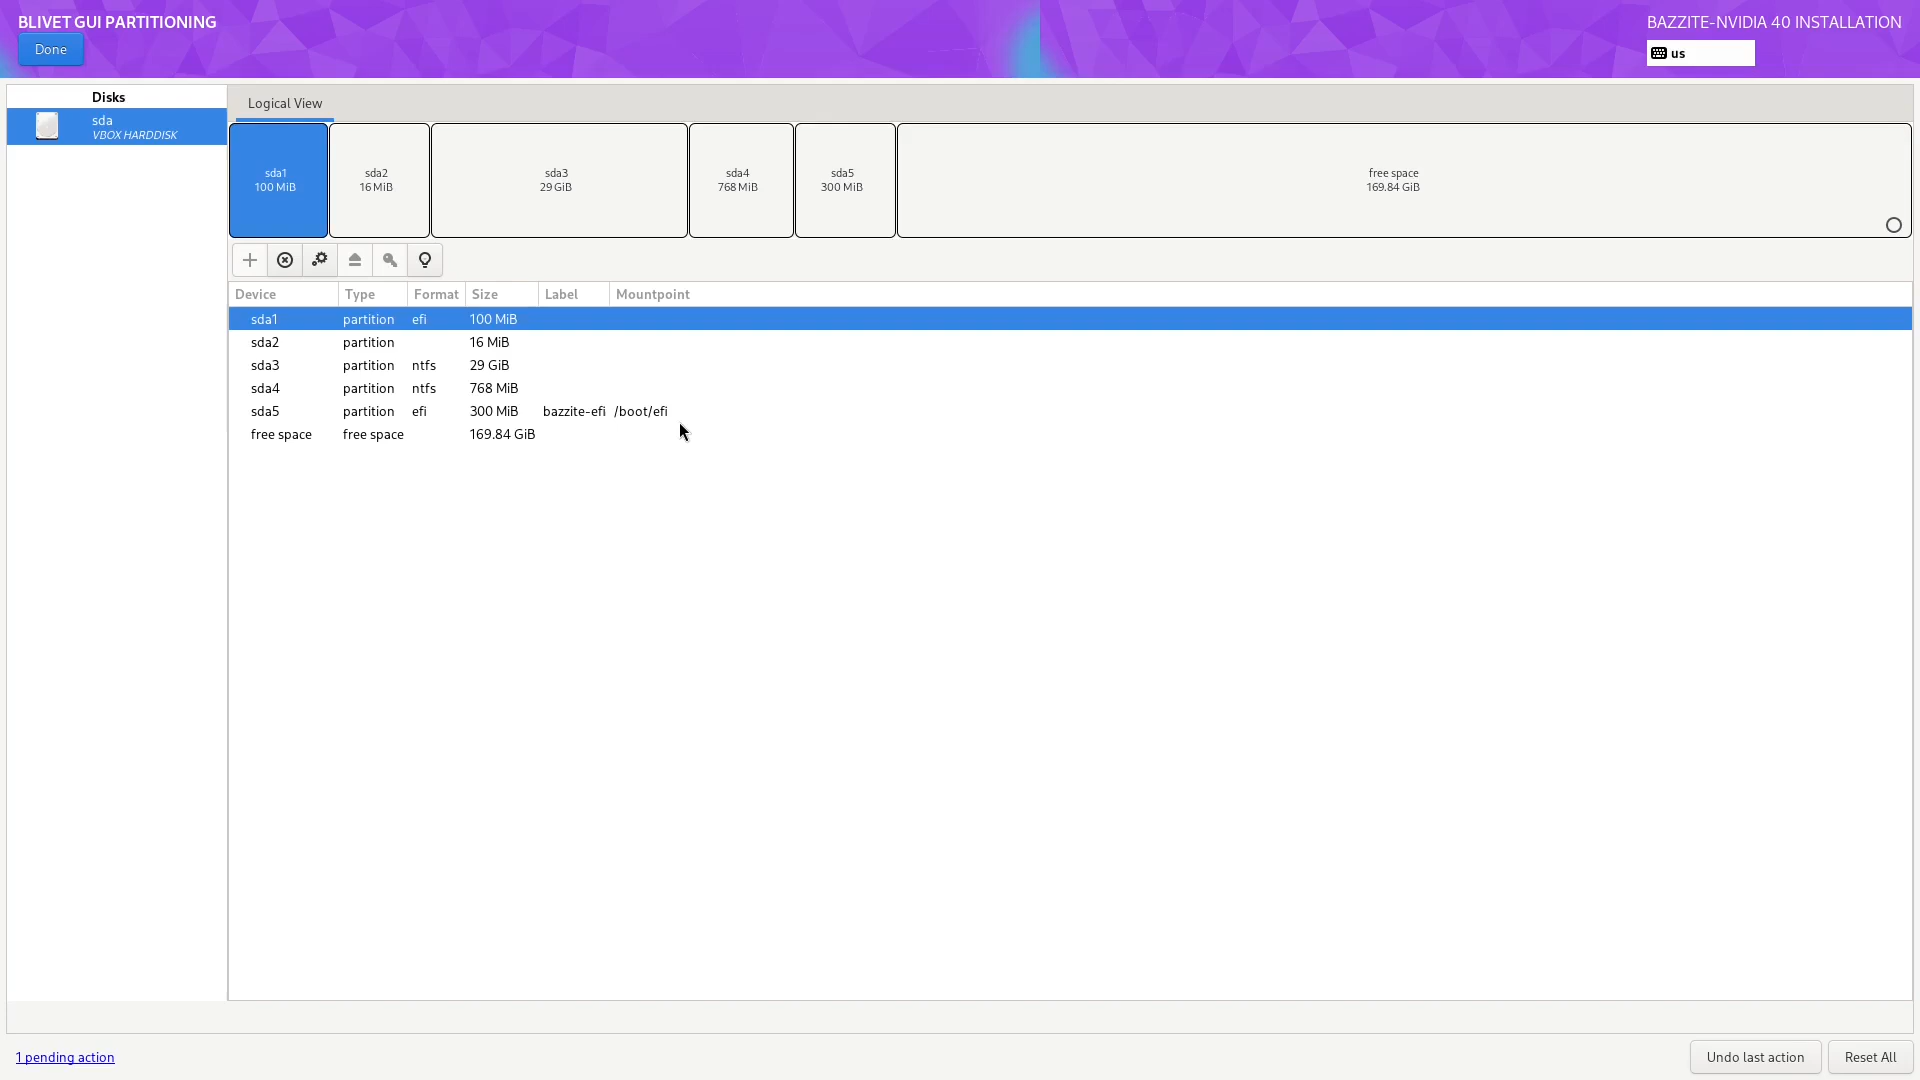 BLIVET GUI PARTITIONING
BAZZITE-NVIDIA 40 INSTALLATION
Done
us
Disks
sda
VBOX HARDDISK
Logical View
sda1
100 MiB
sda2
16 MiB
sda3
29 GiB
sda4
768 MiB
sda5
300 MiB
free space
169.84 GiB
Device Type Format Size Label Mountpoint
sda1 partition efi 100 MiB
sda2 partition 16 MiB
sda3 partition ntfs 29 GiB
sda4 partition ntfs 768 MiB
sda5 partition efi 300 MiB bazzite-efi /boot/efi
free space free space 169.84 GiB
1 pending action
Undo last action
Reset All